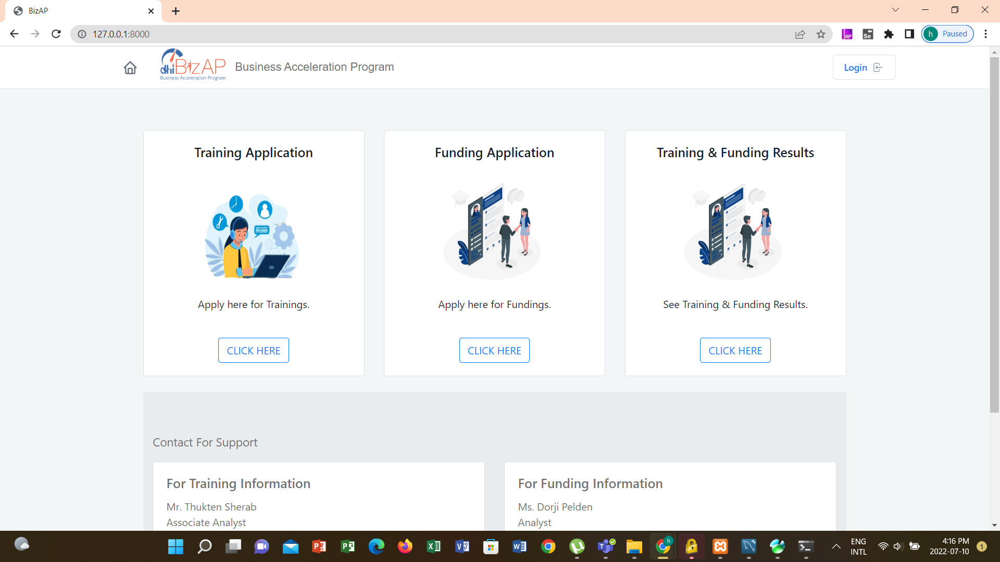 BizAP
127.0.0.1:8000
Paused
dhi BizAP
Business Acceleration Program
Business Acceleration Program
Login
Training Application
Funding Application
Training & Funding Results
Apply here for Trainings.
Apply here for Fundings.
See Training & Funding Results.
CLICK HERE
CLICK HERE
CLICK HERE
Contact For Support
For Training Information
Mr. Thukten Sherab
Associate Analyst
For Funding Information
Ms. Dorji Pelden
Analyst
ENG
INTL
4:16 PM
2022-07-10
1